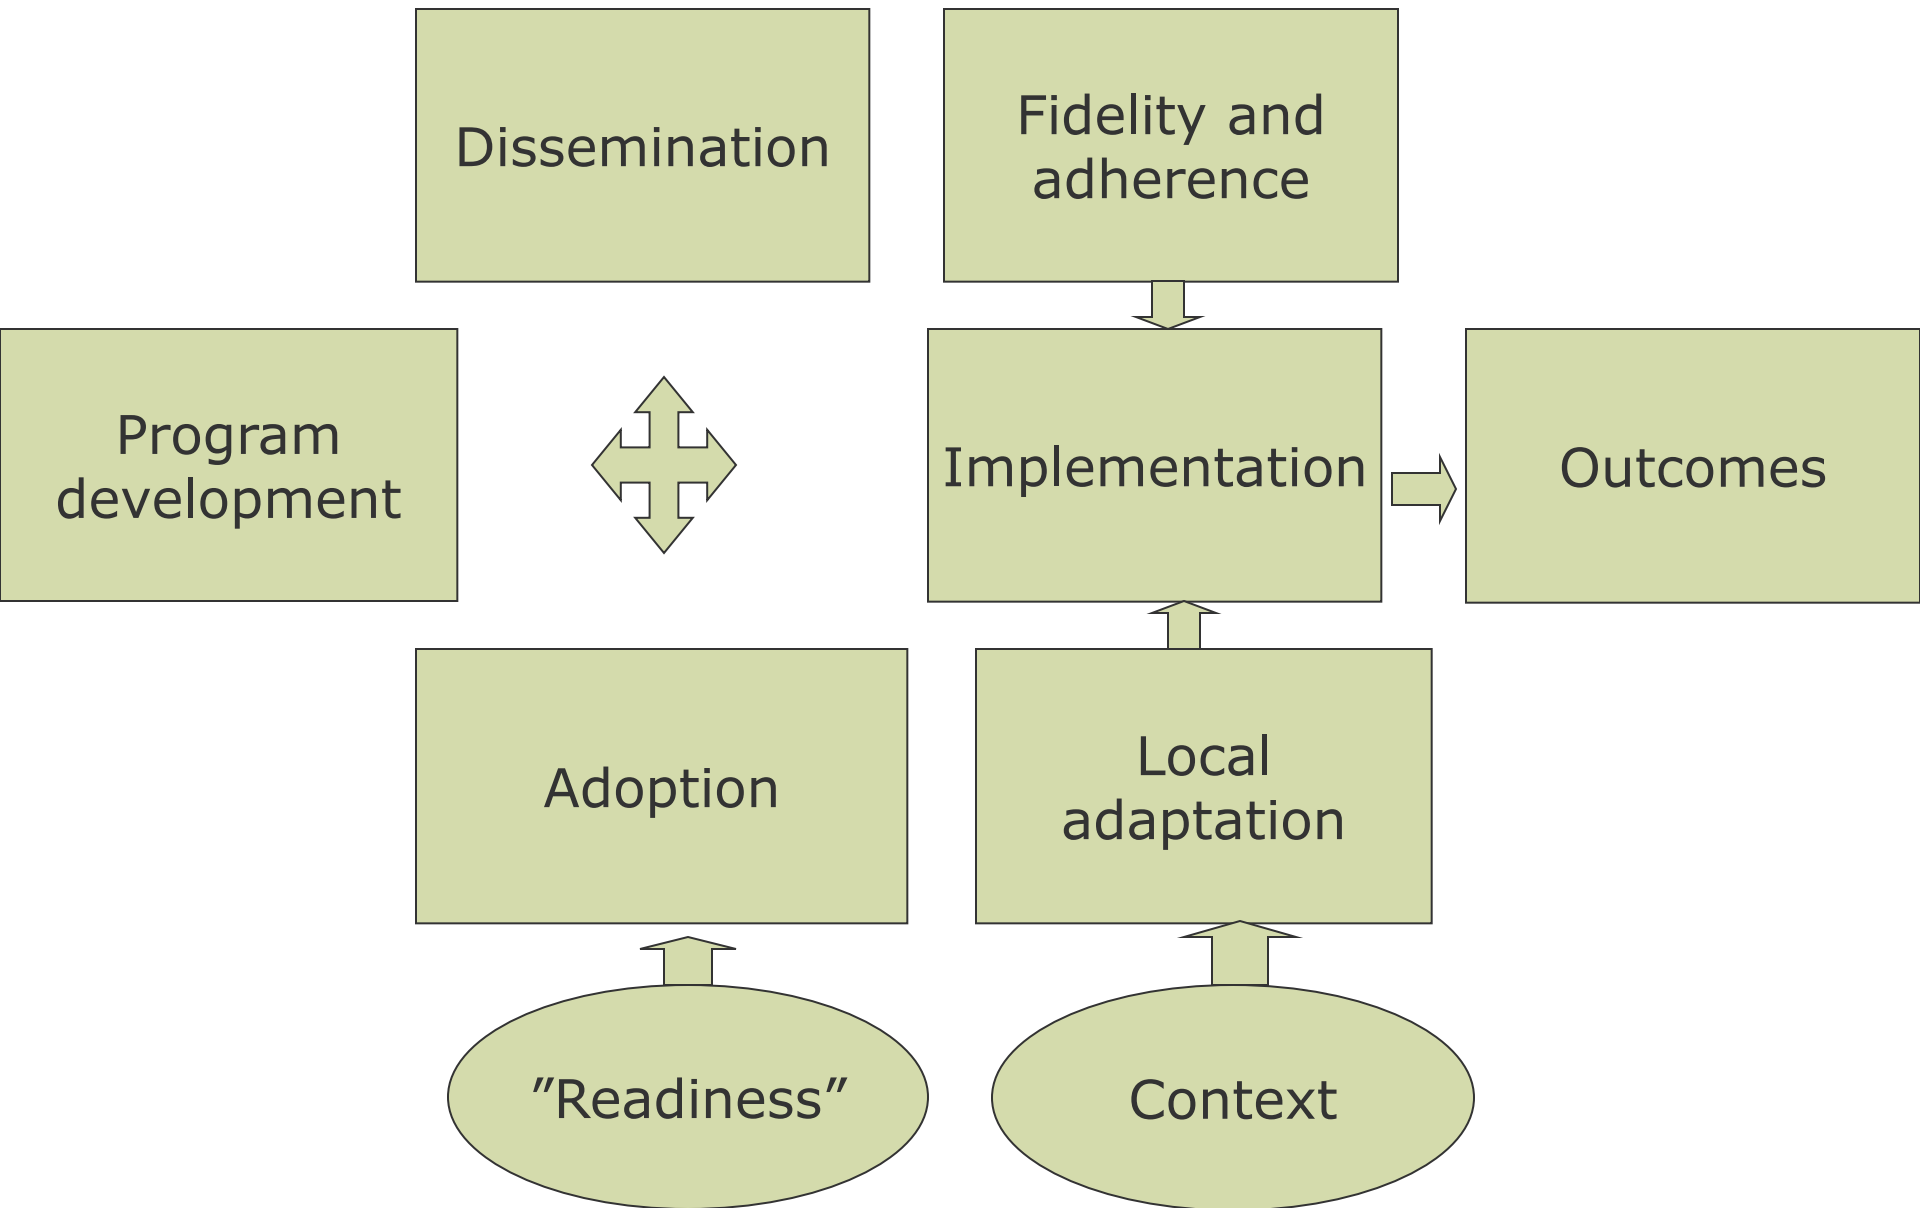 Dissemination
Fidelity and
adherence
Program
development
Implementation
Outcomes
Adoption
Local
adaptation
”Readiness”
Context